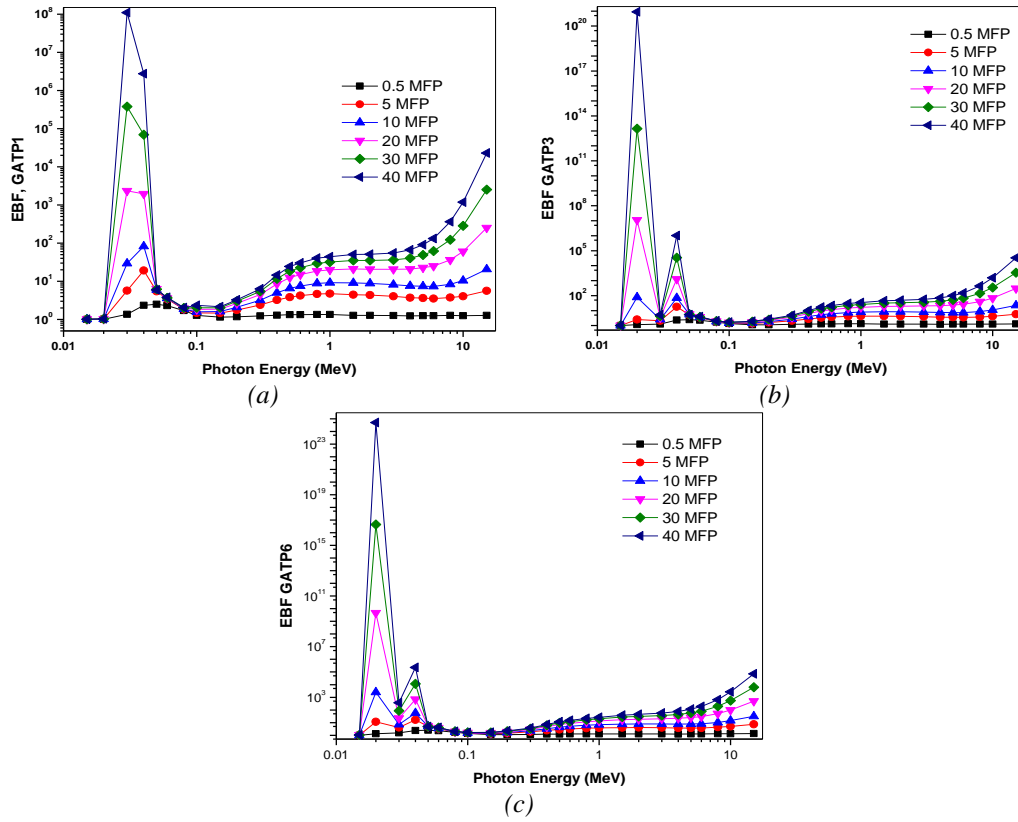 EBF, GATP1
10^8
10^7
10^6
10^5
10^4
10^3
10^2
10^1
10^0
0.01
0.1
1
10
Photon Energy (MeV)
0.5 MFP
5 MFP
10 MFP
20 MFP
30 MFP
40 MFP
(a)
EBF GATP3
10^20
10^17
10^14
10^11
10^8
10^5
10^2
0.01
0.1
1
10
Photon Energy (MeV)
0.5 MFP
5 MFP
10 MFP
20 MFP
30 MFP
40 MFP
(b)
EBF GATP6
10^23
10^19
10^15
10^11
10^7
10^3
0.01
0.1
1
10
Photon Energy (MeV)
0.5 MFP
5 MFP
10 MFP
20 MFP
30 MFP
40 MFP
(c)